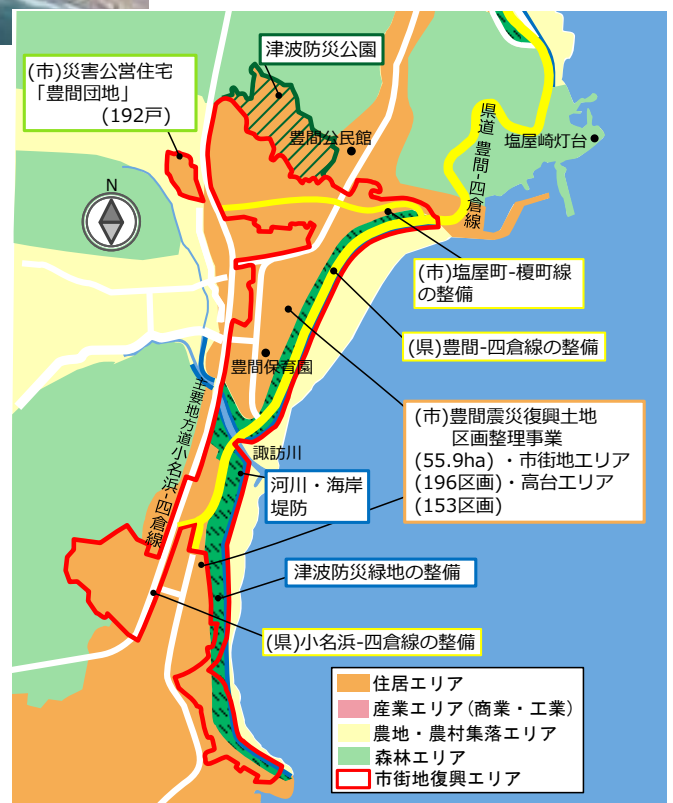 津波防災公園
(市)災害公営住宅
「豊間団地」
(192戸)
豊間公民館
県道 豊間-四倉線
塩屋崎灯台
N
(市)塩屋町-榎町線
の整備
(県)豊間-四倉線の整備
豊間保育園
主要地方道小名浜-四倉線
(市)豊間震災復興土地
区画整理事業
(55.9ha) ・市街地エリア
(196区画)・高台エリア
(153区画)
諏訪川
河川・海岸
堤防
津波防災緑地の整備
(県)小名浜-四倉線の整備
住居エリア
産業エリア(商業・工業)
農地・農村集落エリア
森林エリア
市街地復興エリア